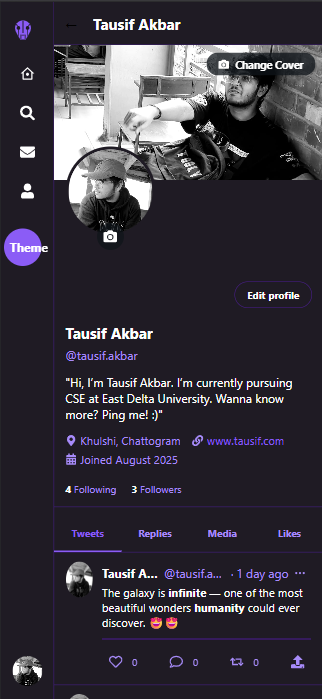 Tausif Akbar
Change Cover
Theme
Edit profile
Tausif Akbar
@tausif.akbar
"Hi, I'm Tausif Akbar. I'm currently pursuing
CSE at East Delta University. Wanna know
more? Ping me! :)"
Khulshi, Chattogram www.tausif.com
Joined August 2025
4 Following 3 Followers
Tweets Replies Media Likes
Tausif A... @tausif.a... · 1 day ago ···
The galaxy is infinite — one of the most
beautiful wonders humanity could ever
discover. 😍😍
0 0 0